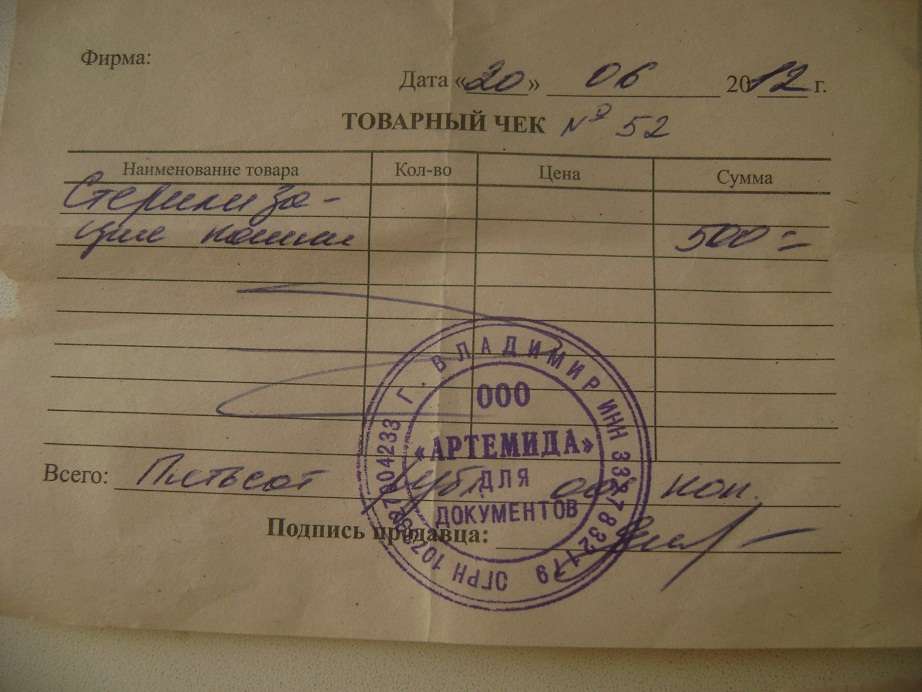 Фирма:
Дата «20» 06 2012 г.
ТОВАРНЫЙ ЧЕК № 52
Наименование товара Кол-во Цена Сумма
Стерилиза-
ция кошки 500=
Г. ВЛАДИМИР ИНН 3327832179 ОГРН
ООО
«АРТЕМИДА»
ДЛЯ
ДОКУМЕНТОВ
Всего: Пятьсот руб. 00 коп.
Подпись продавца: